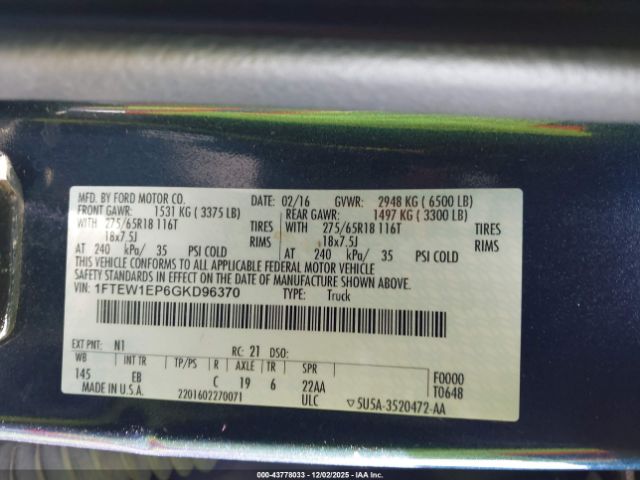 MFD. BY FORD MOTOR CO. DATE: 02/16 GVWR: 2948 KG ( 6500 LB)
FRONT GAWR: 1531 KG ( 3375 LB) REAR GAWR: 1497 KG ( 3300 LB)
WITH 275/65R18 116T TIRES WITH 275/65R18 116T TIRES
18x7.5J RIMS 18x7.5J RIMS
AT 240 kPa/ 35 PSI COLD AT 240 kPa/ 35 PSI COLD
THIS VEHICLE CONFORMS TO ALL APPLICABLE FEDERAL MOTOR VEHICLE
SAFETY STANDARDS IN EFFECT ON THE DATE OF MANUFACTURE SHOWN ABOVE.
VIN: 1FTEW1EP6GKD96370 TYPE: Truck
EXT PNT: N1 RC: 21 DSO:
WB INT TR TP/PS R AXLE TR SPR F0000
145 EB C 19 6 22AA T0648
MADE IN U.S.A. 2201602270071 ULC ▽5U5A-3520472-AA
000-43778033 - 12/02/2025 - IAA Inc.